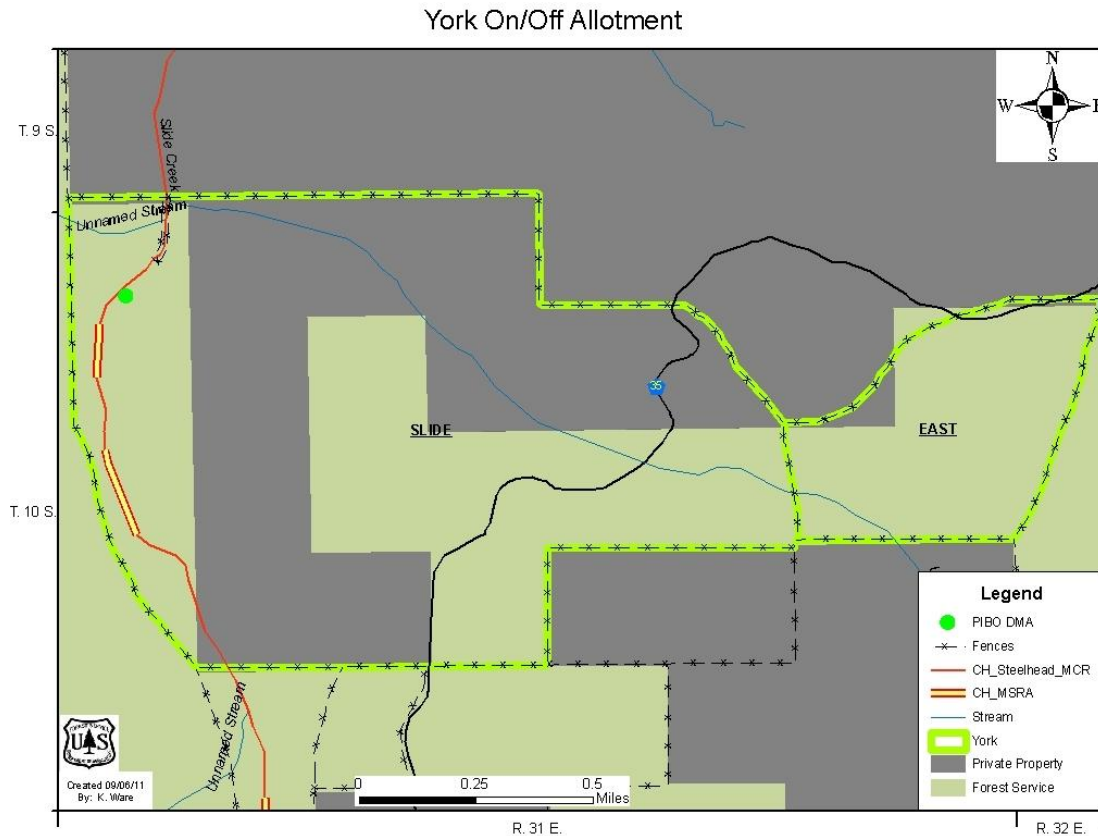 York On/Off Allotment
N
W E
S
T. 9 S.
Slide Creek
Unnamed Stream
35
SLIDE
EAST
T. 10 S.
Unnamed Stream
Legend
PIBO DMA
Fences
CH_Steelhead_MCR
CH_MSRA
Stream
York
Private Property
Forest Service
U S
Created 09/06/11
By: K. Ware
0 0.25 0.5
Miles
R. 31 E.
R. 32 E.